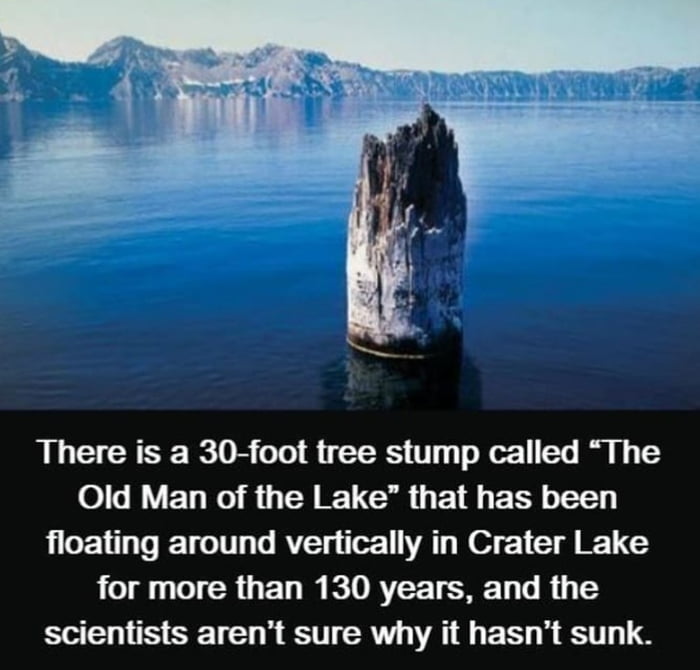 There is a 30-foot tree stump called “The
Old Man of the Lake” that has been
floating around vertically in Crater Lake
for more than 130 years, and the
scientists aren’t sure why it hasn’t sunk.